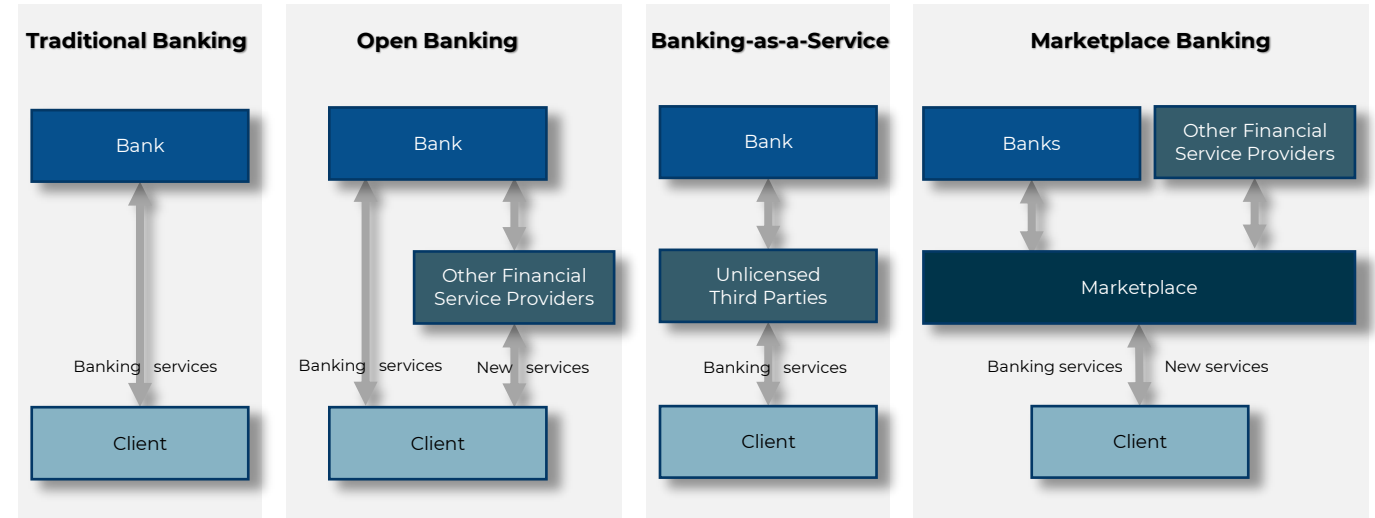 Traditional Banking
Bank
Banking services
Client
Open Banking
Bank
Other Financial
Service Providers
Banking services
New services
Client
Banking-as-a-Service
Bank
Unlicensed
Third Parties
Banking services
Client
Marketplace Banking
Banks
Other Financial
Service Providers
Marketplace
Banking services
New services
Client